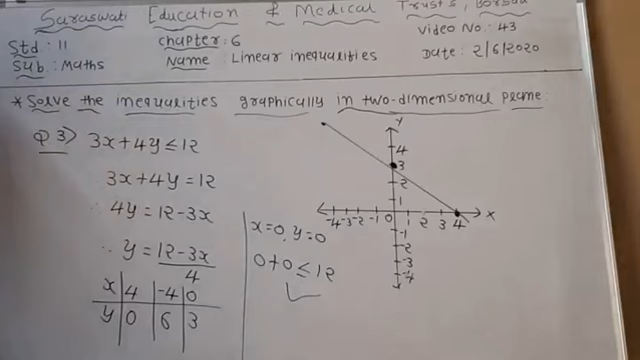 Saraswati Education & Medical Trust's, Borsad
Std: 11
chapter: 6
Video No: 43
Sub: Maths
Name: Linear inequalities
Date: 2/6/2020
*Solve the inequalities graphically in two-dimensional plane:
Q 3> 3x+4y≤12
3x+4y=12
∴ 4y=12-3x
∴ y=12-3x
4
x 4 -4 0
y 0 6 3
x=0, y=0
0+0≤12
✓
Y
4
3
2
1
-4 -3 -2 -1 0 1 2 3 4 X
-1
-2
-3
-4